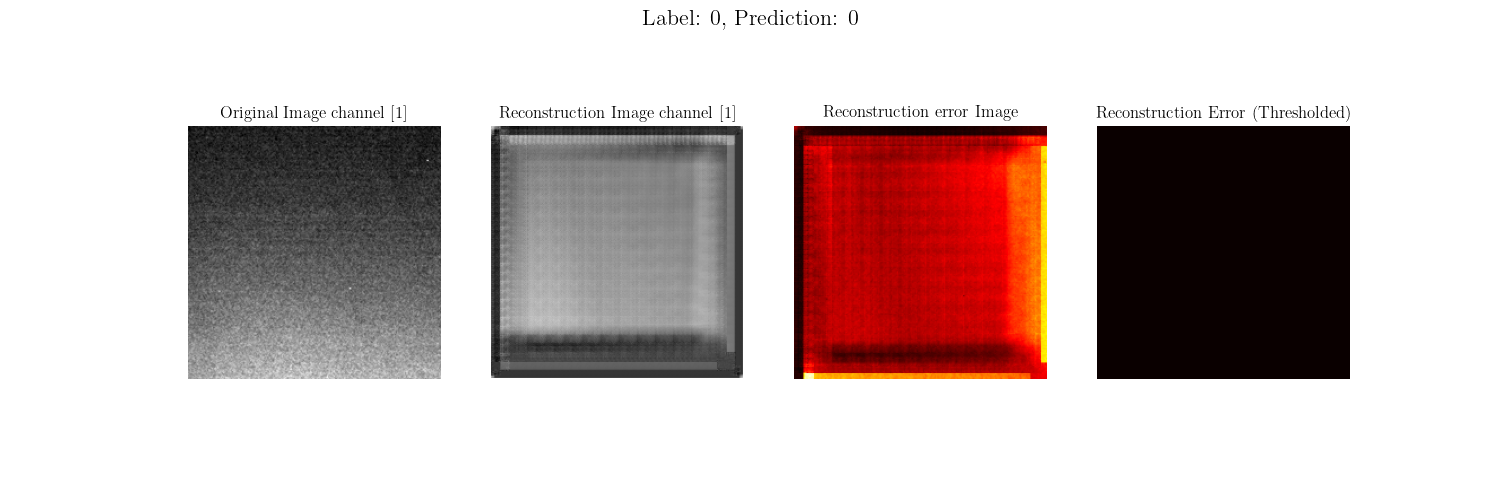 Label: 0, Prediction: 0
Original Image channel [1]
Reconstruction Image channel [1]
Reconstruction error Image
Reconstruction Error (Thresholded)